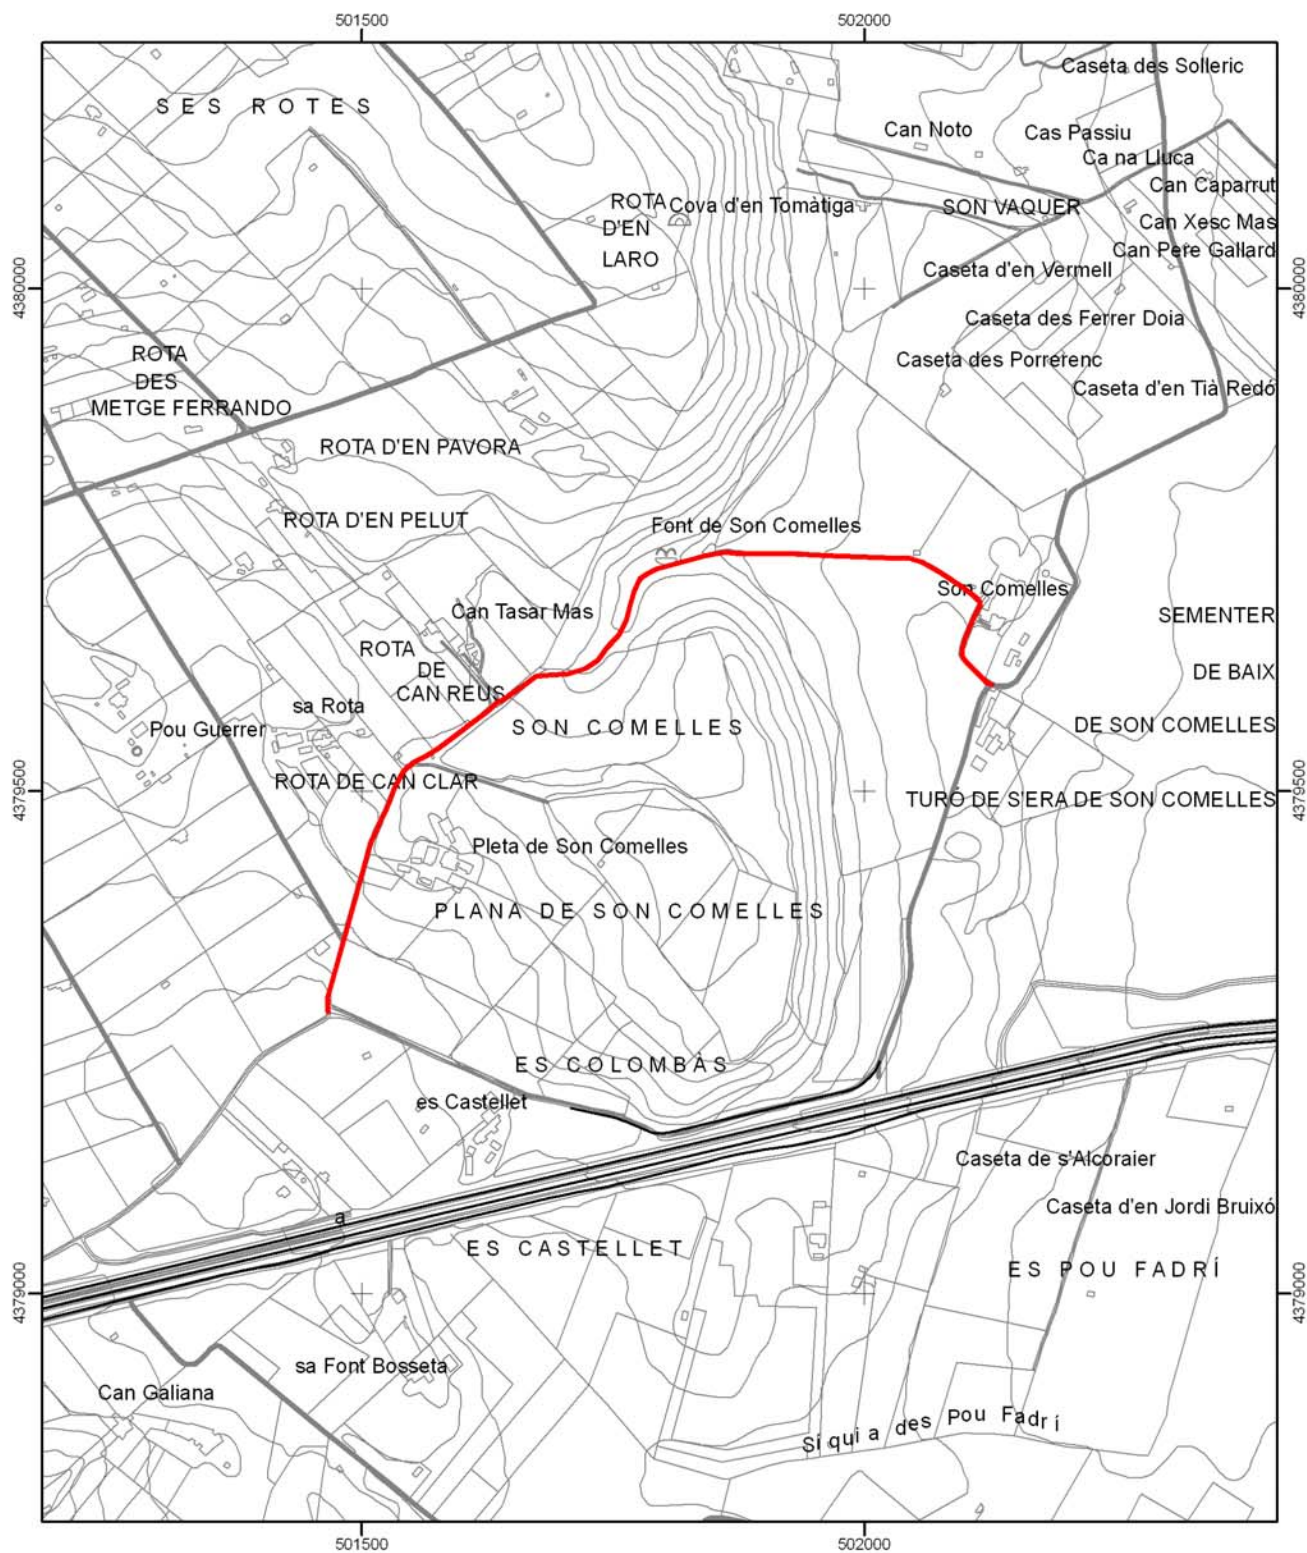 501500
502000
Caseta des Solleric
SES ROTES
Can Noto
Cas Passiu
Ca na Lluca
Can Caparrut
ROTA
D'EN
LARO
Cova d'en Tomàtiga
SON VAQUER
Can Xesc Mas
Can Pere Gallard
4380000
4380000
Caseta d'en Vermell
Caseta des Ferrer Doia
ROTA
DES
METGE FERRANDO
Caseta des Porrerenc
Caseta d'en Tià Redó
ROTA D'EN PAVORA
ROTA D'EN PELUT
Font de Son Comelles
Son Comelles
Can Tasar Mas
SEMENTER
DE BAIX
DE SON COMELLES
ROTA
DE
CAN REUS
sa Rota
Pou Guerrer
SON COMELLES
ROTA DE CAN CLAR
4379500
4379500
TURÓ DE S'ERA DE SON COMELLES
Pleta de Son Comelles
PLANA DE SON COMELLES
ES COLOMBÀS
es Castellet
Caseta de s'Alcoraier
Caseta d'en Jordi Bruixó
a
ES CASTELLET
ES POU FADRÍ
4379000
4379000
sa Font Bosseta
Can Galiana
Siquia des Pou Fadrí
501500
502000